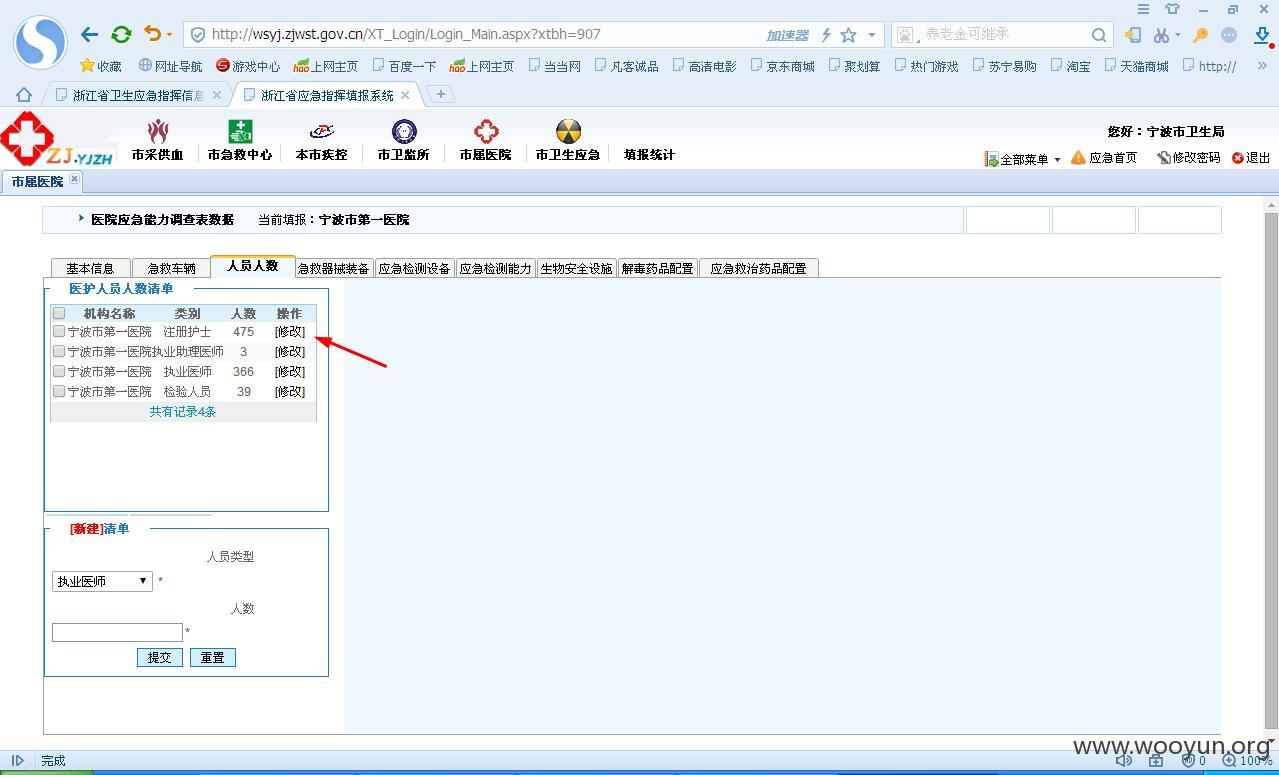 http://wsyj.zjwst.gov.cn/XT_Login/Login_Main.aspx?xtbh=907 加速器 养老金可继承
收藏 网址导航 游戏中心 上网主页 百度一下 上网主页 当当网 凡客诚品 高清电影 京东商城 聚划算 热门游戏 苏宁易购 淘宝 天猫商城 http://
浙江省卫生应急指挥信息 浙江省应急指挥填报系统
ZJ.YJZH 市采供血 市急救中心 本市疾控 市卫监所 市属医院 市卫生应急 填报统计
您好：宁波市卫生局
全部菜单 应急首页 修改密码 退出
市属医院
医院应急能力调查表数据 当前填报：宁波市第一医院
基本信息 急救车辆 人员人数 急救器械装备 应急检测设备 应急检测能力 生物安全设施 解毒药品配置 应急救治药品配置
医护人员人数清单
机构名称 类别 人数 操作
宁波市第一医院 注册护士 475 [修改]
宁波市第一医院 执业助理医师 3 [修改]
宁波市第一医院 执业医师 366 [修改]
宁波市第一医院 检验人员 39 [修改]
共有记录4条
[新建]清单
人员类型
执业医师 *
人数
*
提交 重置
www.wooyun.org
完成 0 100%